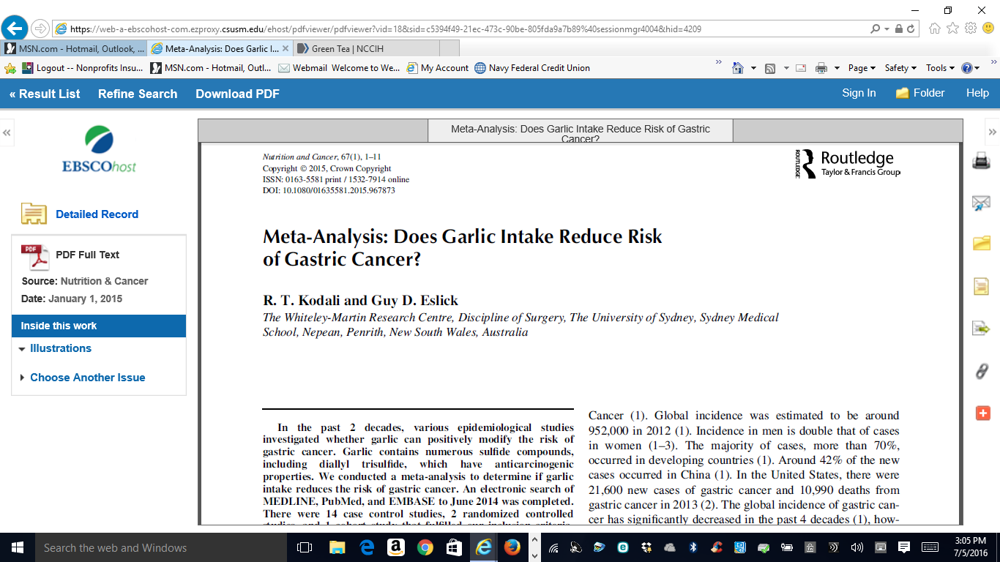 https://web-a-ebscohost-com.ezproxy.csusm.edu/ehost/pdfviewer/pdfviewer?vid=18&sid=c5394f49-21ec-473c-90be-805fda9a7b89%40sessionmgr4004&hid=4209
MSN.com - Hotmail, Outlook, ...
Meta-Analysis: Does Garlic I...
Green Tea | NCCIH
Logout -- Nonprofits Insu...
MSN.com - Hotmail, Outl...
Webmail Welcome to We...
My Account
Navy Federal Credit Union
Page
Safety
Tools
« Result List
Refine Search
Download PDF
Sign In
Folder
Help
EBSCOhost
Detailed Record
PDF
PDF Full Text
Source: Nutrition & Cancer
Date: January 1, 2015
Inside this work
Illustrations
Choose Another Issue
Meta-Analysis: Does Garlic Intake Reduce Risk of Gastric
Cancer?
Nutrition and Cancer, 67(1), 1–11
Copyright © 2015, Crown Copyright
ISSN: 0163-5581 print / 1532-7914 online
DOI: 10.1080/01635581.2015.967873
ROUTLEDGE
Routledge
Taylor & Francis Group
Meta-Analysis: Does Garlic Intake Reduce Risk
of Gastric Cancer?
R. T. Kodali and Guy D. Eslick
The Whiteley-Martin Research Centre, Discipline of Surgery, The University of Sydney, Sydney Medical
School, Nepean, Penrith, New South Wales, Australia
In the past 2 decades, various epidemiological studies
investigated whether garlic can positively modify the risk of
gastric cancer. Garlic contains numerous sulfide compounds,
including diallyl trisulfide, which have anticarcinogenic
properties. We conducted a meta-analysis to determine if garlic
intake reduces the risk of gastric cancer. An electronic search of
MEDLINE, PubMed, and EMBASE to June 2014 was completed.
There were 14 case control studies, 2 randomized controlled
studies, and 1 cohort study that fulfilled our inclusion criteria,
Cancer (1). Global incidence was estimated to be around
952,000 in 2012 (1). Incidence in men is double that of cases
in women (1–3). The majority of cases, more than 70%,
occurred in developing countries (1). Around 42% of the new
cases occurred in China (1). In the United States, there were
21,600 new cases of gastric cancer and 10,990 deaths from
gastric cancer in 2013 (2). The global incidence of gastric can-
cer has significantly decreased in the past 4 decades (1), how-
Search the web and Windows
3:05 PM
7/5/2016